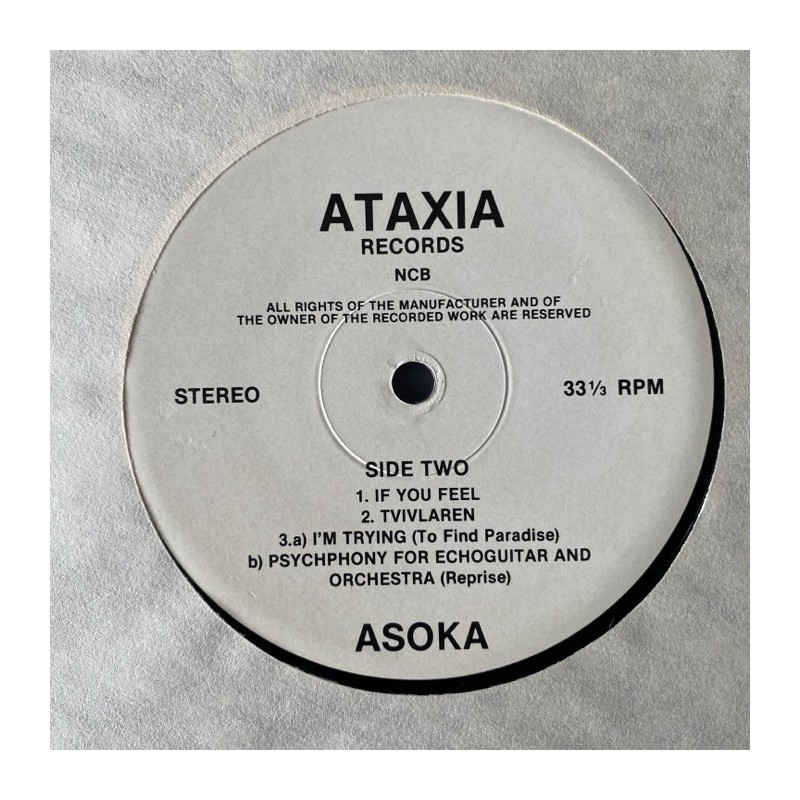 ATAXIA
RECORDS
NCB
ALL RIGHTS OF THE MANUFACTURER AND OF
THE OWNER OF THE RECORDED WORK ARE RESERVED
STEREO 33 1/3 RPM
SIDE TWO
1. IF YOU FEEL
2. TVIVLAREN
3.a) I'M TRYING (To Find Paradise)
b) PSYCHPHONY FOR ECHOGUITAR AND
ORCHESTRA (Reprise)
ASOKA